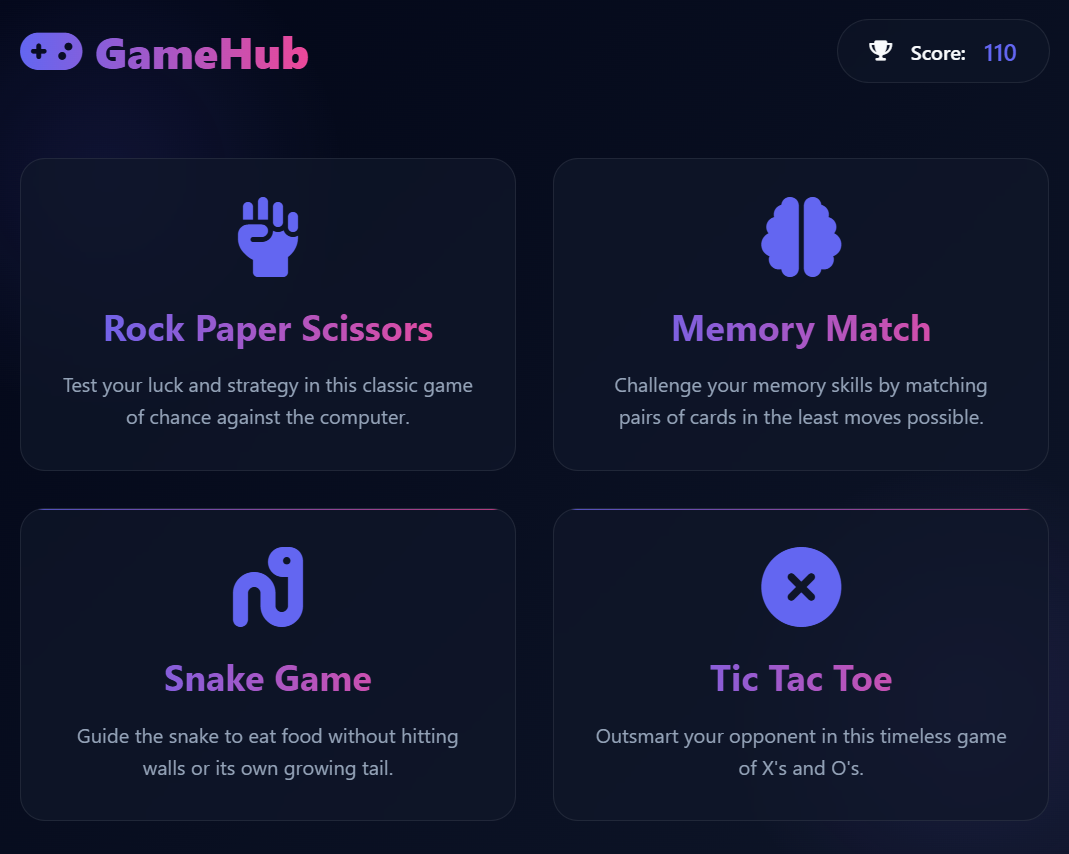 GameHub
Score: 110
Rock Paper Scissors
Test your luck and strategy in this classic game
of chance against the computer.
Memory Match
Challenge your memory skills by matching
pairs of cards in the least moves possible.
Snake Game
Guide the snake to eat food without hitting
walls or its own growing tail.
Tic Tac Toe
Outsmart your opponent in this timeless game
of X's and O's.